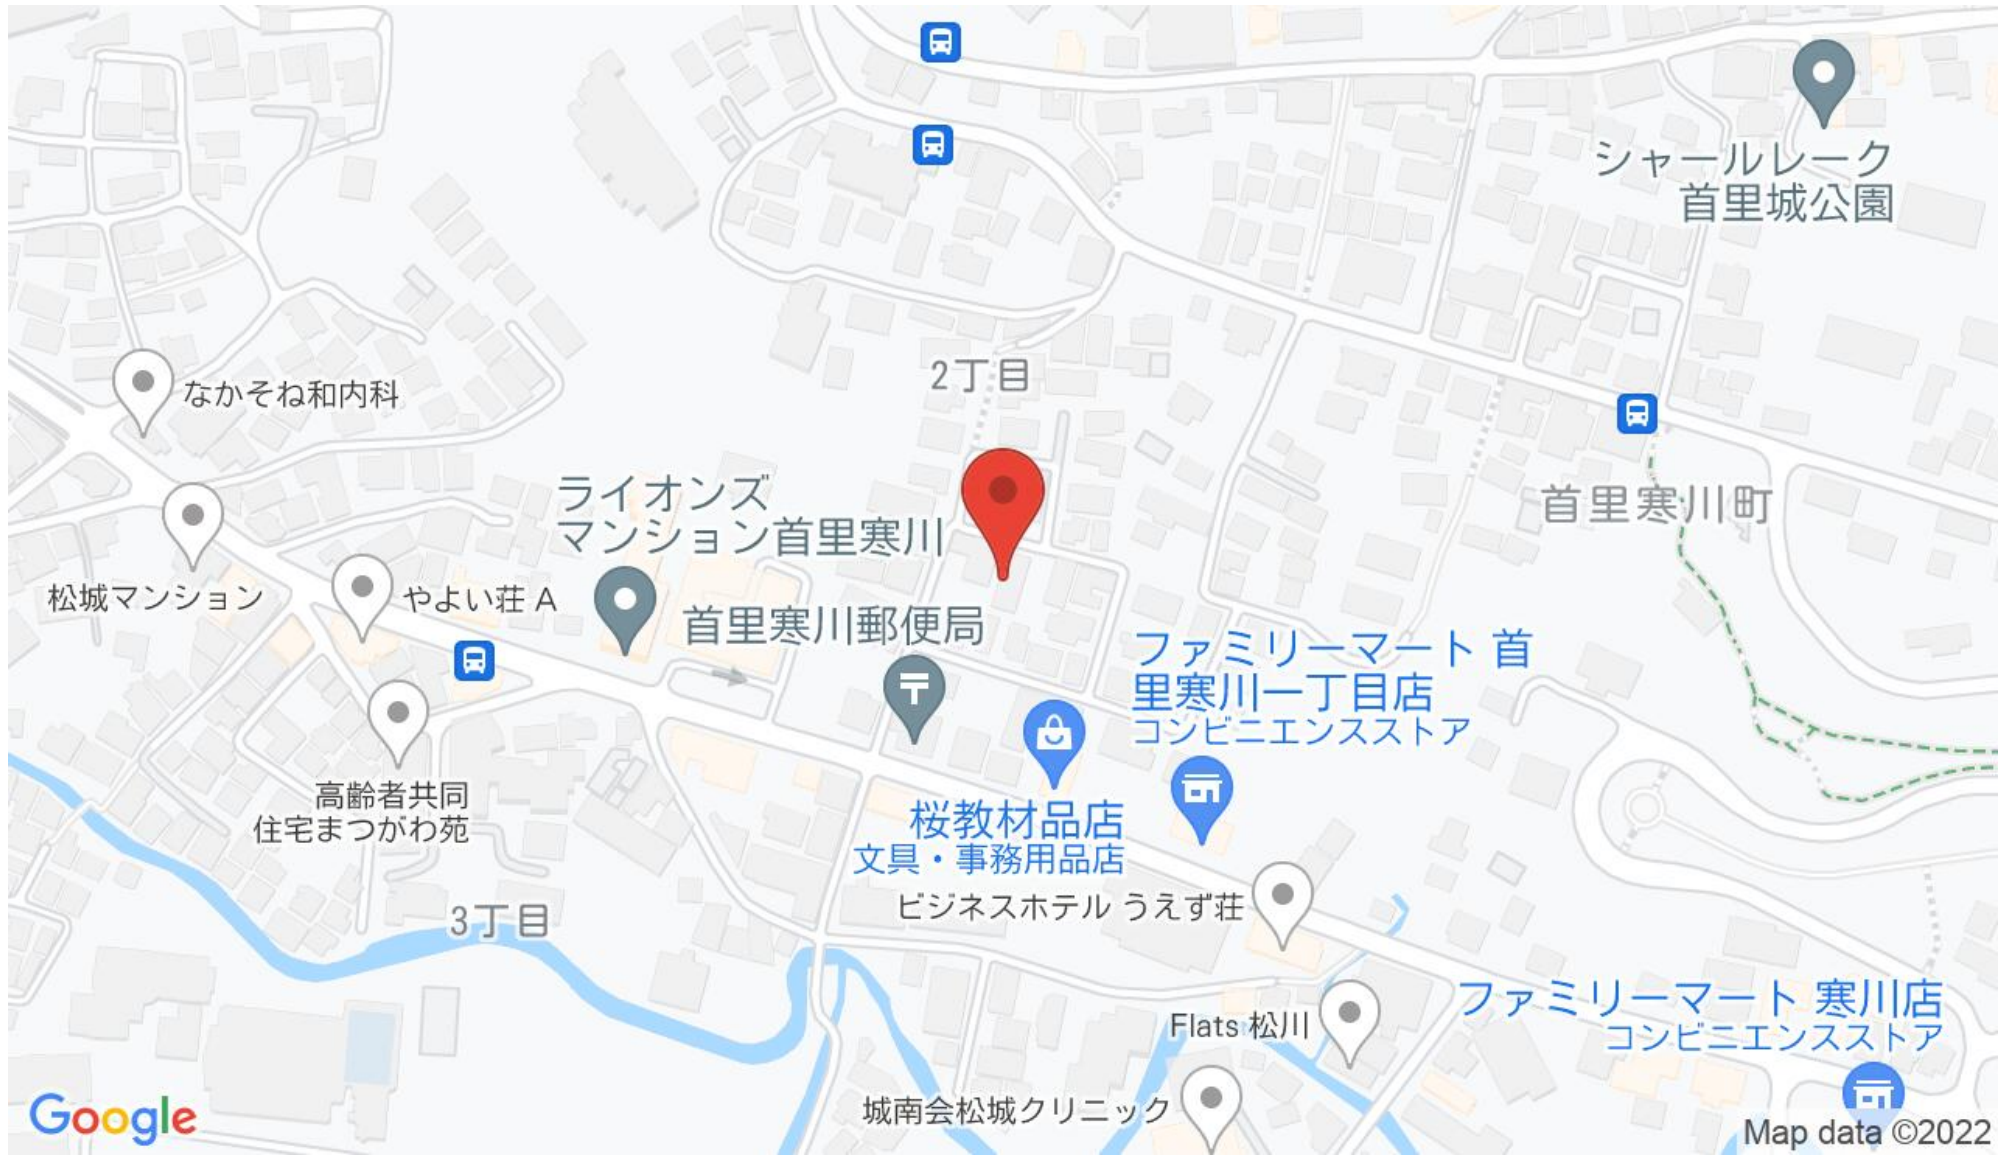 シャールレーク
首里城公園
2丁目
なかそね和内科
ライオンズ
マンション首里寒川
首里寒川町
松城マンション
やよい荘 A
首里寒川郵便局
ファミリーマート 首
里寒川一丁目店
コンビニエンスストア
高齢者共同
住宅まつがわ苑
桜教材品店
文具・事務用品店
ビジネスホテル うえず荘
3丁目
ファミリーマート 寒川店
コンビニエンスストア
Flats 松川
城南会松城クリニック
Google
Map data ©2022